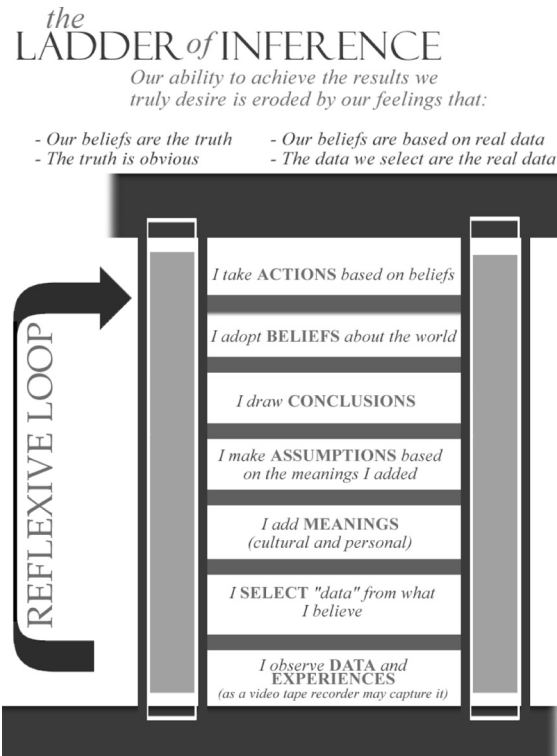 the
LADDER of INFERENCE
Our ability to achieve the results we
truly desire is eroded by our feelings that:
- Our beliefs are the truth
- The truth is obvious
- Our beliefs are based on real data
- The data we select are the real data
I take ACTIONS based on beliefs
I adopt BELIEFS about the world
I draw CONCLUSIONS
I make ASSUMPTIONS based
on the meanings I added
I add MEANINGS
(cultural and personal)
I SELECT "data" from what
I believe
I observe DATA and
EXPERIENCES
(as a video tape recorder may capture it)
REFLEXIVE LOOP